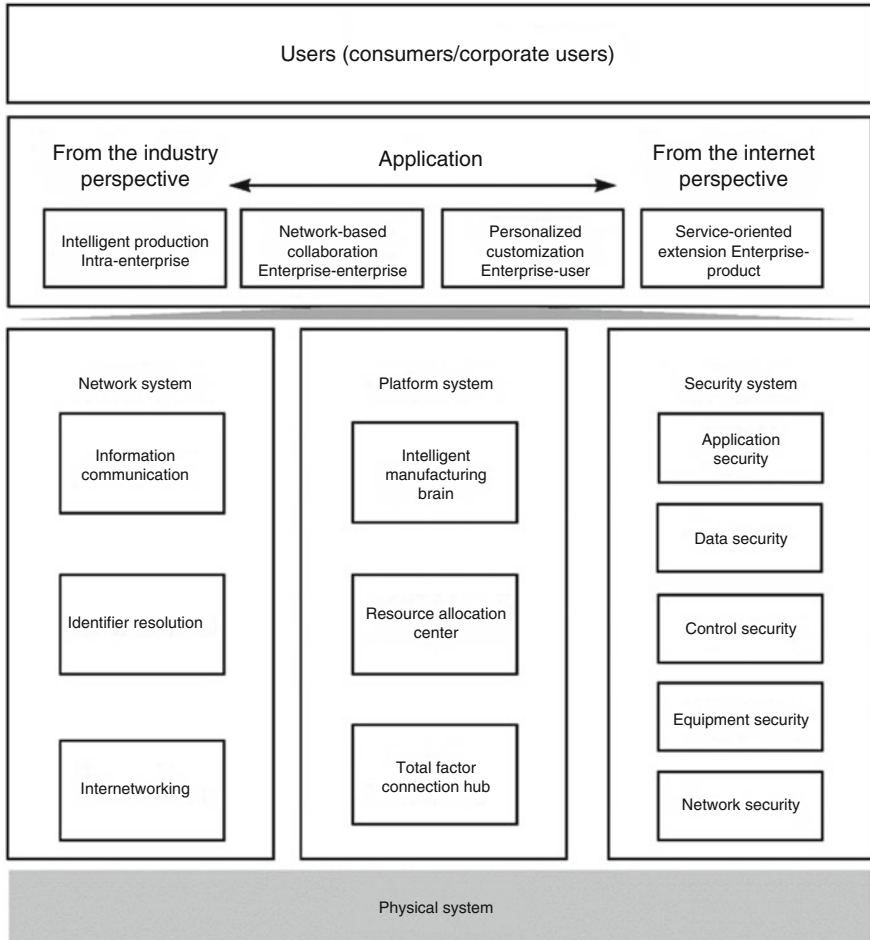 Users (consumers/corporate users)
From the industry
perspective
Application
From the internet
perspective
Intelligent production
Intra-enterprise
Network-based
collaboration
Enterprise-enterprise
Personalized
customization
Enterprise-user
Service-oriented
extension Enterprise-
product
Network system
Information
communication
Identifier resolution
Internetworking
Platform system
Intelligent
manufacturing
brain
Resource allocation
center
Total factor
connection hub
Security system
Application
security
Data security
Control security
Equipment security
Network security
Physical system